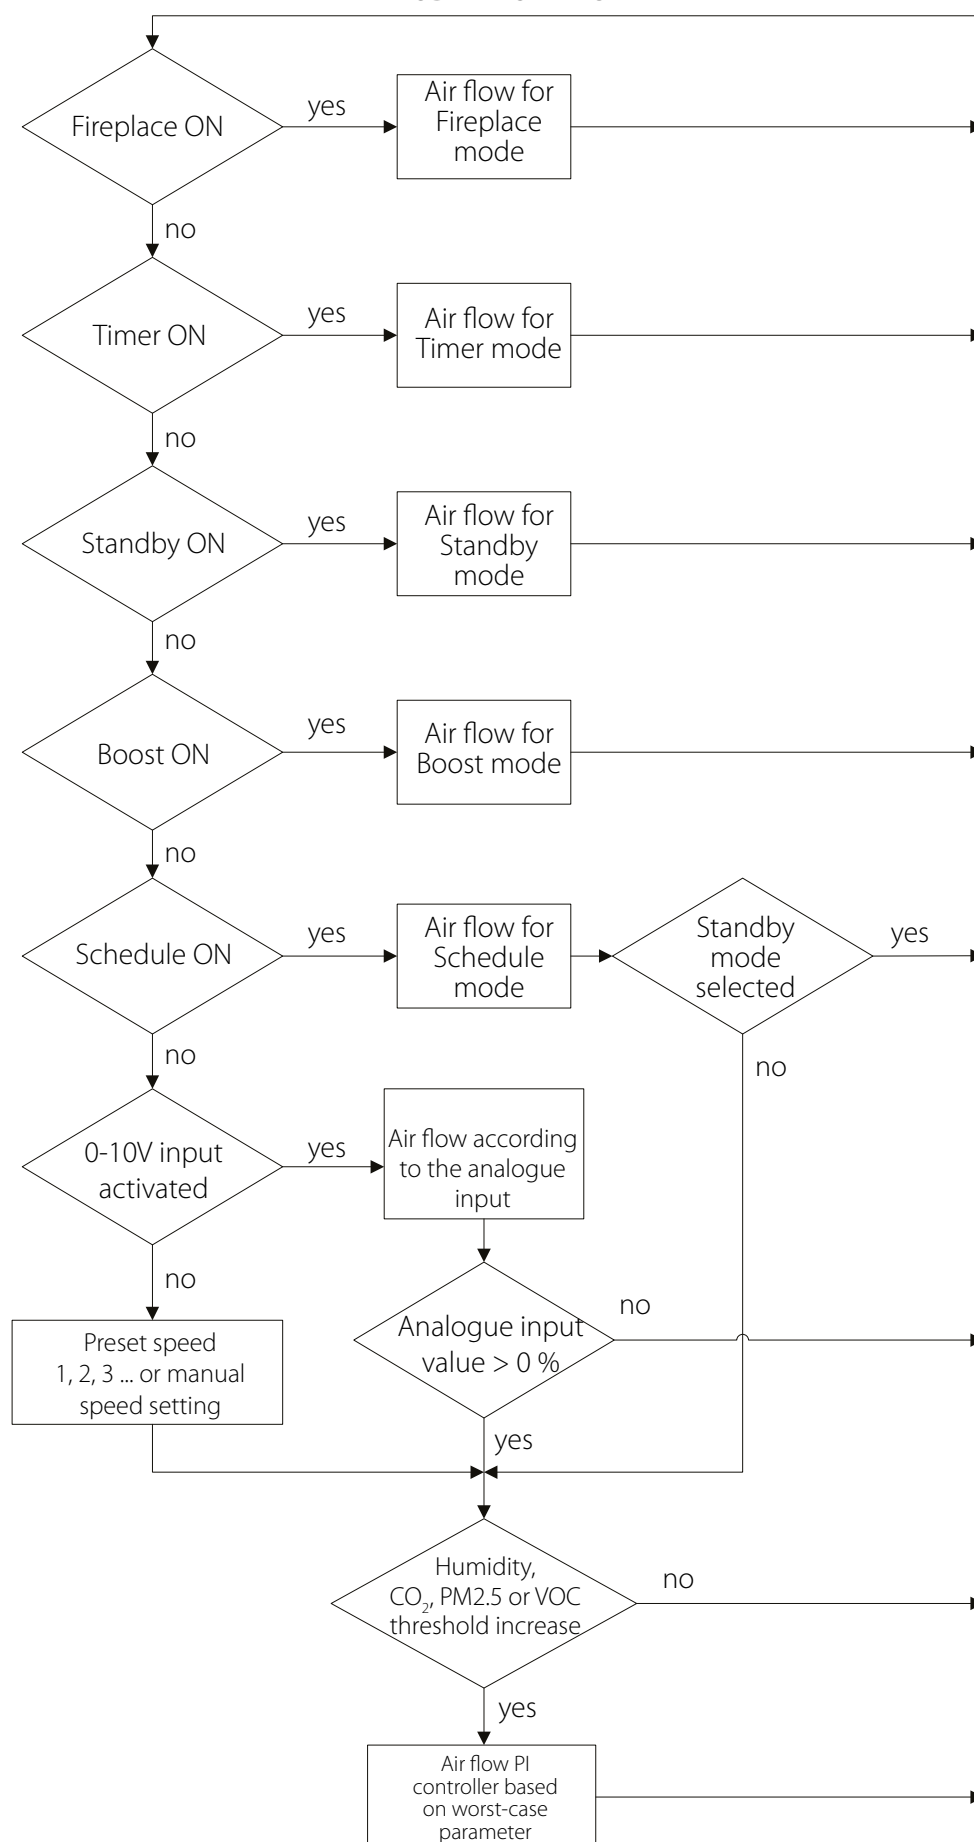 Fireplace ON
yes
Air flow for
Fireplace
mode
no
Timer ON
yes
Air flow for
Timer mode
no
Standby ON
yes
Air flow for
Standby
mode
no
Boost ON
yes
Air flow for
Boost mode
no
Schedule ON
yes
Air flow for
Schedule
mode
Standby
mode
selected
yes
no
no
0-10V input
activated
yes
Air flow according
to the analogue
input
no
Preset speed
1, 2, 3 ... or manual
speed setting
Analogue input
value > 0 %
no
yes
Humidity,
CO₂, PM2.5 or VOC
threshold increase
no
yes
Air flow PI
controller based
on worst-case
parameter